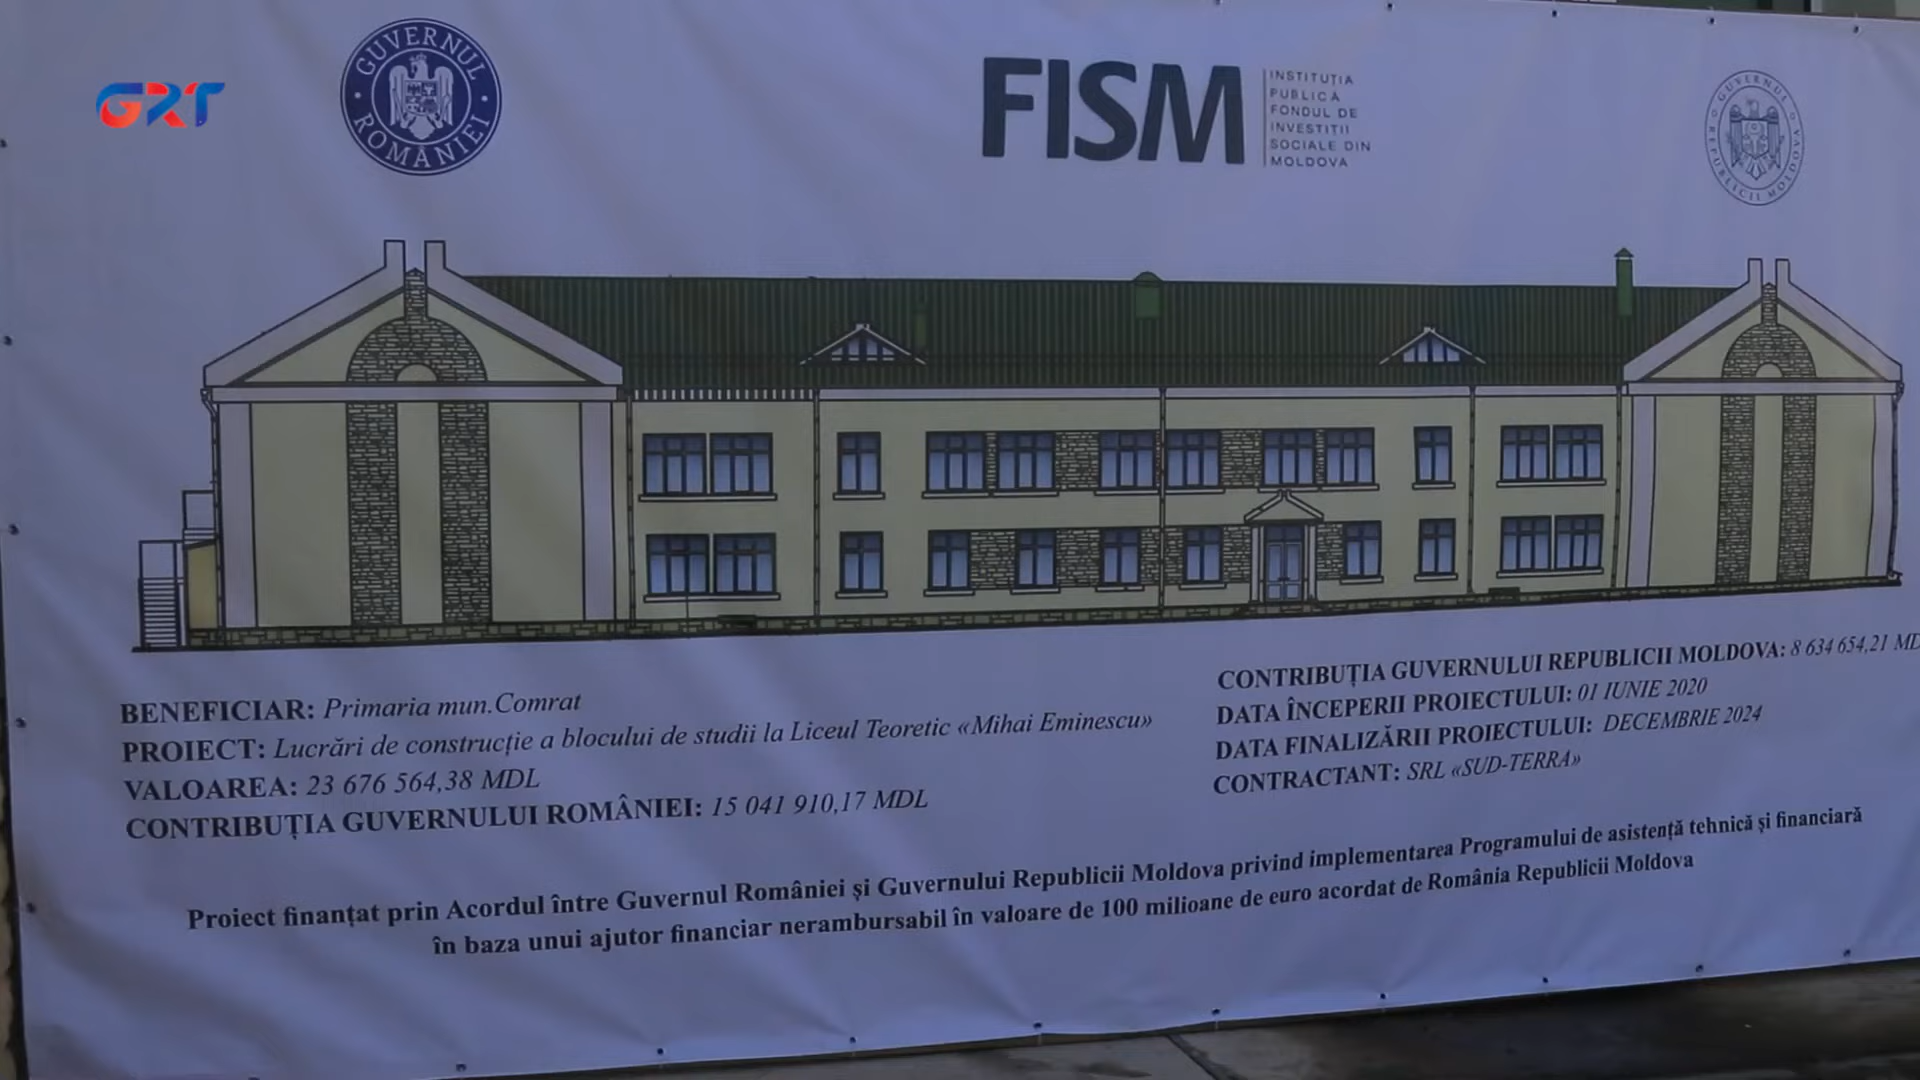 GRT
GUVERNUL ROMÂNIEI
FISM
INSTITUȚIA
PUBLICĂ
FONDUL DE
INVESTIȚII
SOCIALE DIN
MOLDOVA
GUVERNUL REPUBLICII MOLDOVA
BENEFICIAR: Primaria mun.Comrat
PROIECT: Lucrări de construcție a blocului de studii la Liceul Teoretic «Mihai Eminescu»
VALOAREA: 23 676 564,38 MDL
CONTRIBUȚIA GUVERNULUI ROMÂNIEI: 15 041 910,17 MDL
CONTRIBUȚIA GUVERNULUI REPUBLICII MOLDOVA: 8 634 654,21 MD
DATA ÎNCEPERII PROIECTULUI: 01 IUNIE 2020
DATA FINALIZĂRII PROIECTULUI: DECEMBRIE 2024
CONTRACTANT: SRL «SUD-TERRA»
Proiect finanțat prin Acordul între Guvernul României și Guvernului Republicii Moldova privind implementarea Programului de asistență tehnică și financiară
în baza unui ajutor financiar nerambursabil în valoare de 100 milioane de euro acordat de România Republicii Moldova